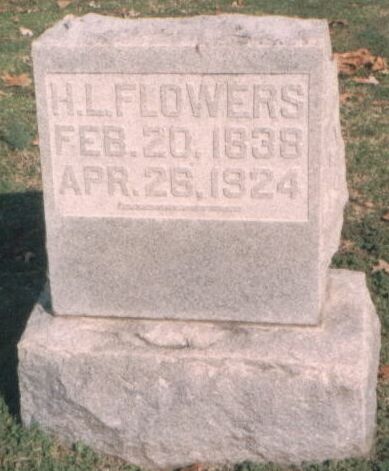 H.L.FLOWERS
FEB. 20, 1838
APR. 26, 1924